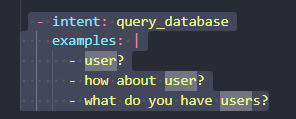 - intent: query_database
examples: |
- user?
- how about user?
- what do you have users?